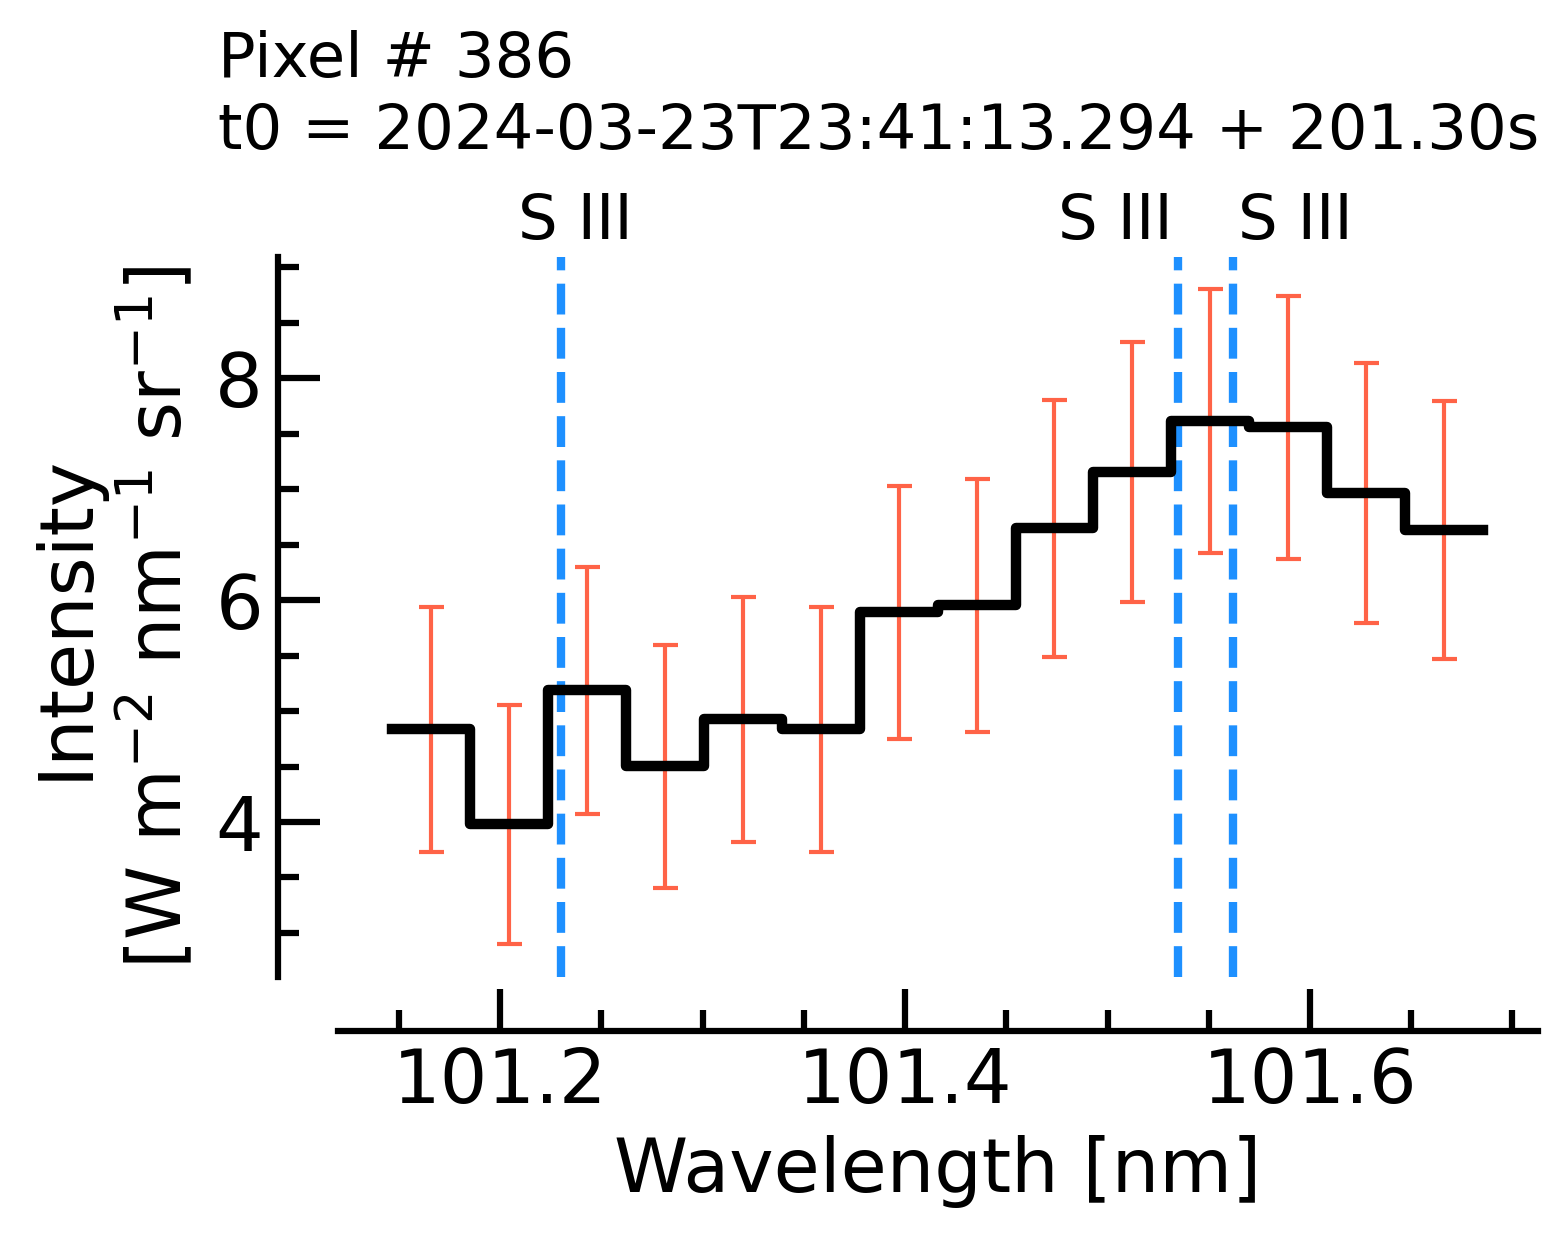 Pixel # 386
t0 = 2024-03-23T23:41:13.294 + 201.30s
S III S III S III
Intensity
[W m⁻² nm⁻¹ sr⁻¹]
8
6
4
101.2 101.4 101.6
Wavelength [nm]